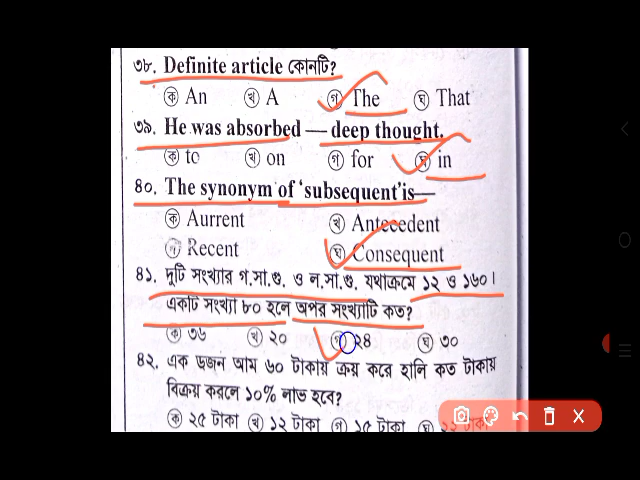 ৩৮. Definite article কোনটি?
ক An খ A গ The ঘ That
৩৯. He was absorbed — deep thought.
ক to খ on গ for ঘ in
৪০. The synonym of ‘subsequent’is—
ক Aurrent খ Antecedent
গ Recent ঘ Consequent
৪১. দুটি সংখ্যার গ.সা.গু. ও ল.সা.গু. যথাক্রমে ১২ ও ১৬০।
একটি সংখ্যা ৮০ হলে অপর সংখ্যাটি কত?
ক ৩৬ খ ২০ গ ২৪ ঘ ৩০
৪২. এক ডজন আম ৬০ টাকায় ক্রয় করে হালি কত টাকায়
বিক্রয় করলে ১০% লাভ হবে?
ক ২৫ টাকা খ ১২ টাকা গ ১৫ টাকা ঘ ২২ টাকা